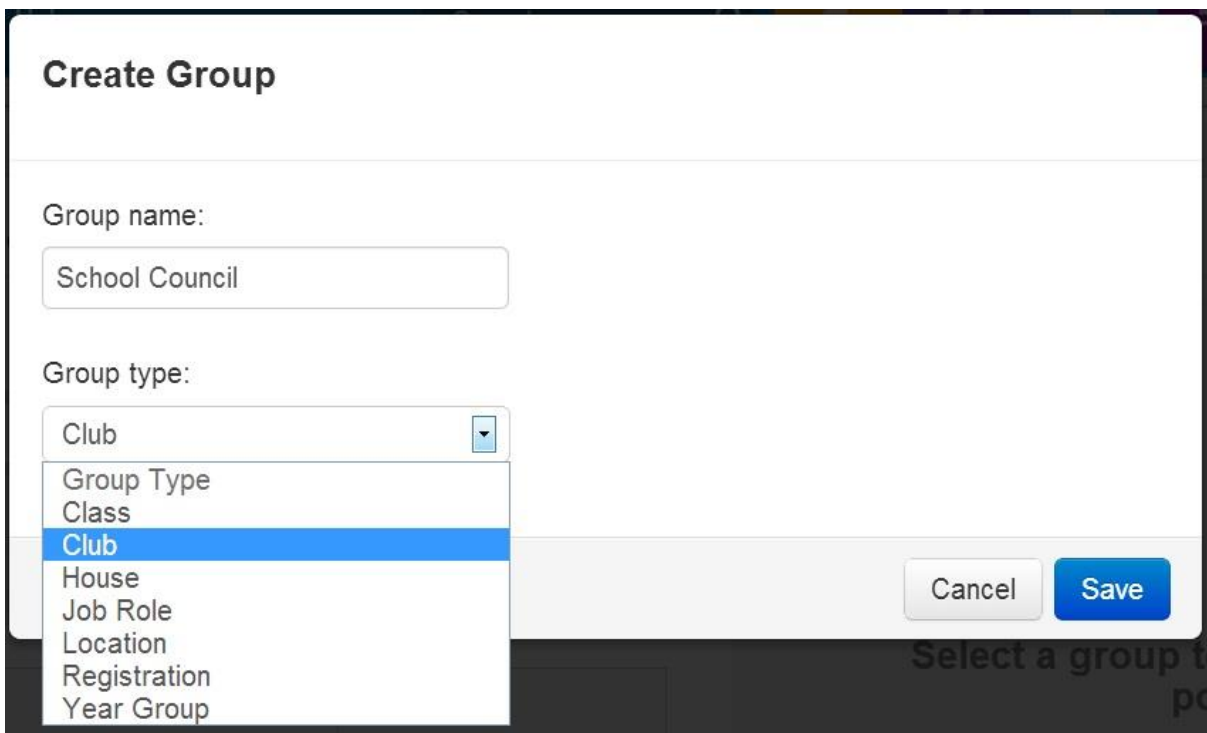 Create Group
Group name:
School Council
Group type:
Club
Group Type
Class
Club
House
Job Role
Location
Registration
Year Group
Cancel
Save
Select a group